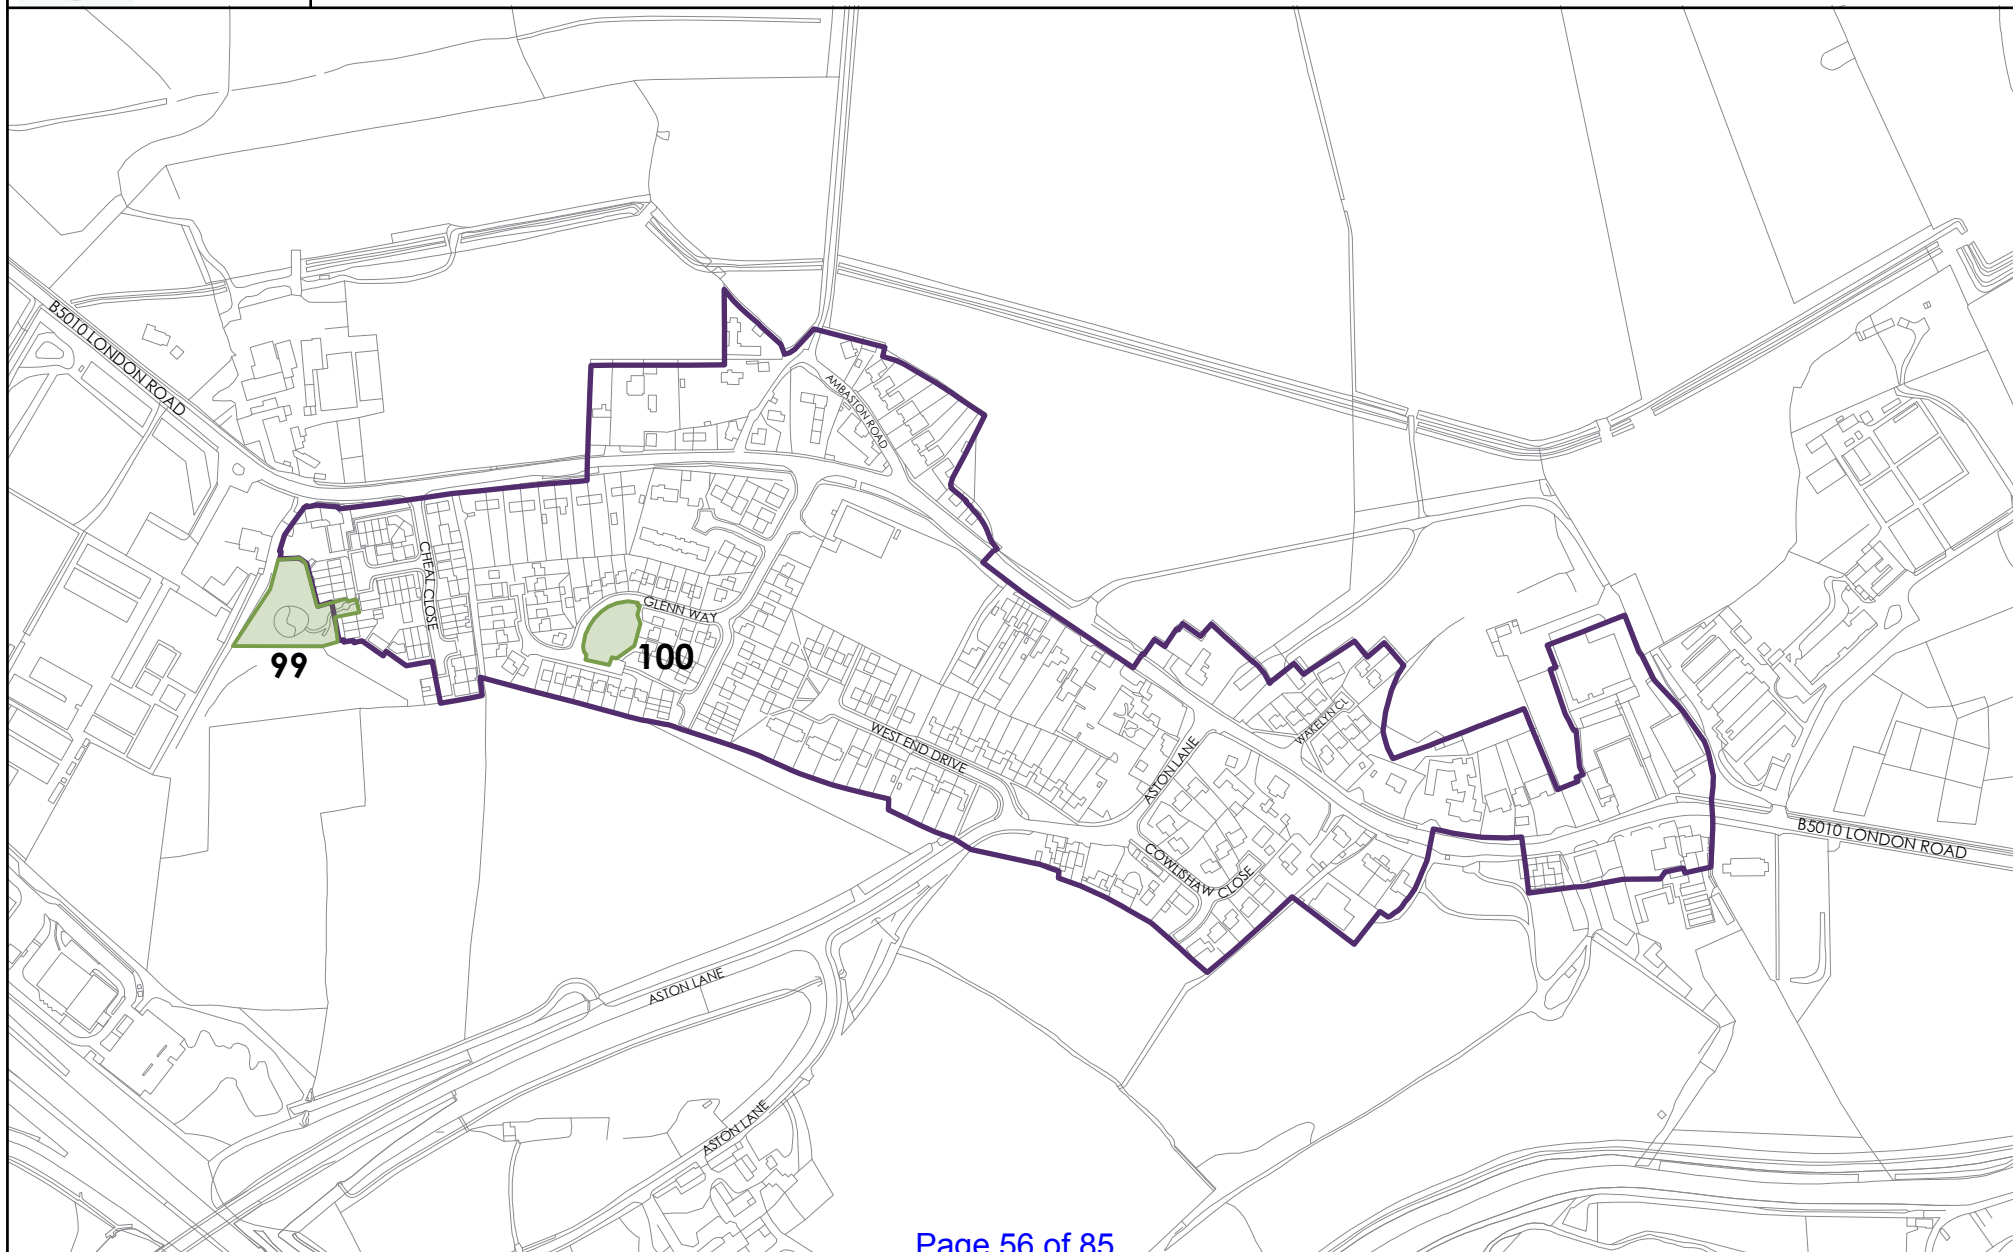 B5010 LONDON ROAD
AMBASTON ROAD
CHEAL CLOSE
GLENN WAY
99
100
WEST END DRIVE
ASTON LANE
WAKELYN CL
COWLISHAW CLOSE
B5010 LONDON ROAD
ASTON LANE
ASTON LANE
Page 56 of 85